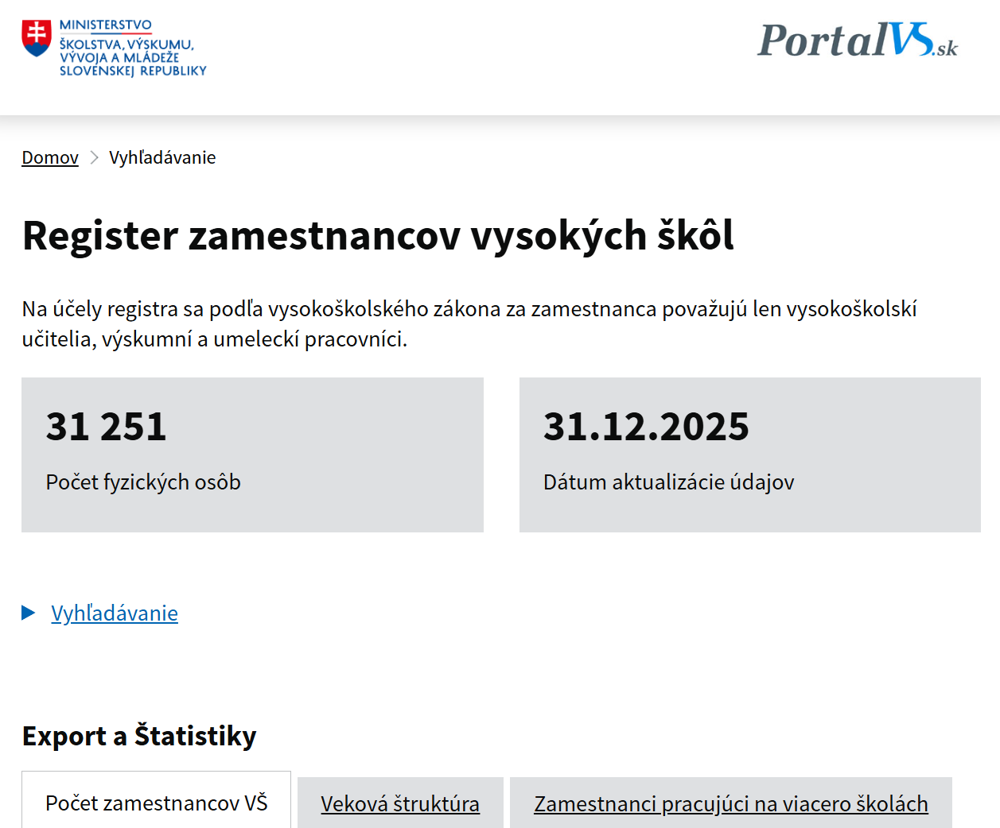 MINISTERSTVO
ŠKOLSTVA, VÝSKUMU,
VÝVOJA A MLÁDEŽE
SLOVENSKEJ REPUBLIKY
PortalVS.sk
Domov > Vyhľadávanie
Register zamestnancov vysokých škôl
Na účely registra sa podľa vysokoškolského zákona za zamestnanca považujú len vysokoškolskí
učitelia, výskumní a umeleckí pracovníci.
31 251
Počet fyzických osôb
31.12.2025
Dátum aktualizácie údajov
Vyhľadávanie
Export a Štatistiky
Počet zamestnancov VŠ
Veková štruktúra
Zamestnanci pracujúci na viacero školách